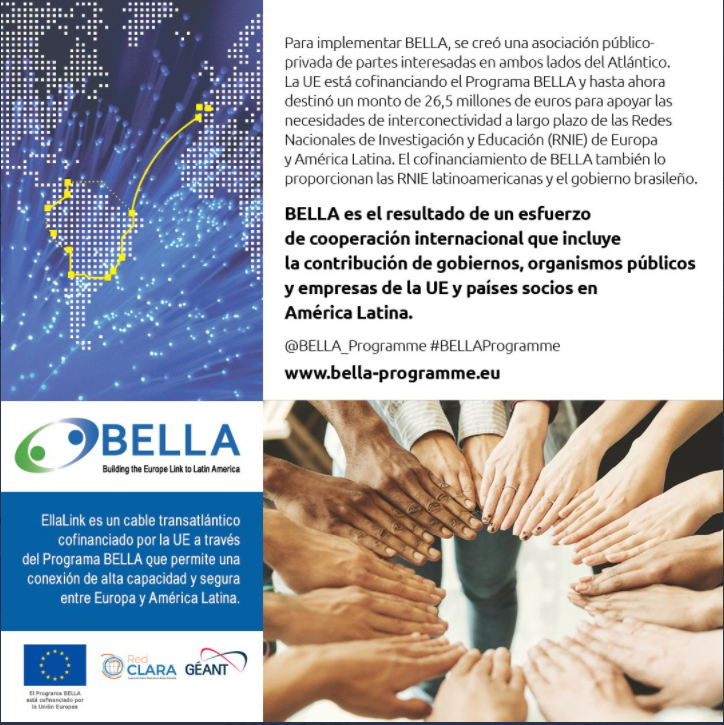 Para implementar BELLA, se creó una asociación público-
privada de partes interesadas en ambos lados del Atlántico.
La UE está cofinanciando el Programa BELLA y hasta ahora
destinó un monto de 26,5 millones de euros para apoyar las
necesidades de interconectividad a largo plazo de las Redes
Nacionales de Investigación y Educación (RNIE) de Europa
y América Latina. El cofinanciamiento de BELLA también lo
proporcionan las RNIE latinoamericanas y el gobierno brasileño.
BELLA es el resultado de un esfuerzo
de cooperación internacional que incluye
la contribución de gobiernos, organismos públicos
y empresas de la UE y países socios en
América Latina.
@BELLA_Programme #BELLAProgramme
www.bella-programme.eu
BELLA
Building the Europe Link to Latin America
EllaLink es un cable transatlántico
cofinanciado por la UE a través
del Programa BELLA que permite una
conexión de alta capacidad y segura
entre Europa y América Latina.
Red
CLARA
GÉANT
El Programa BELLA
está cofinanciado por
la Unión Europea